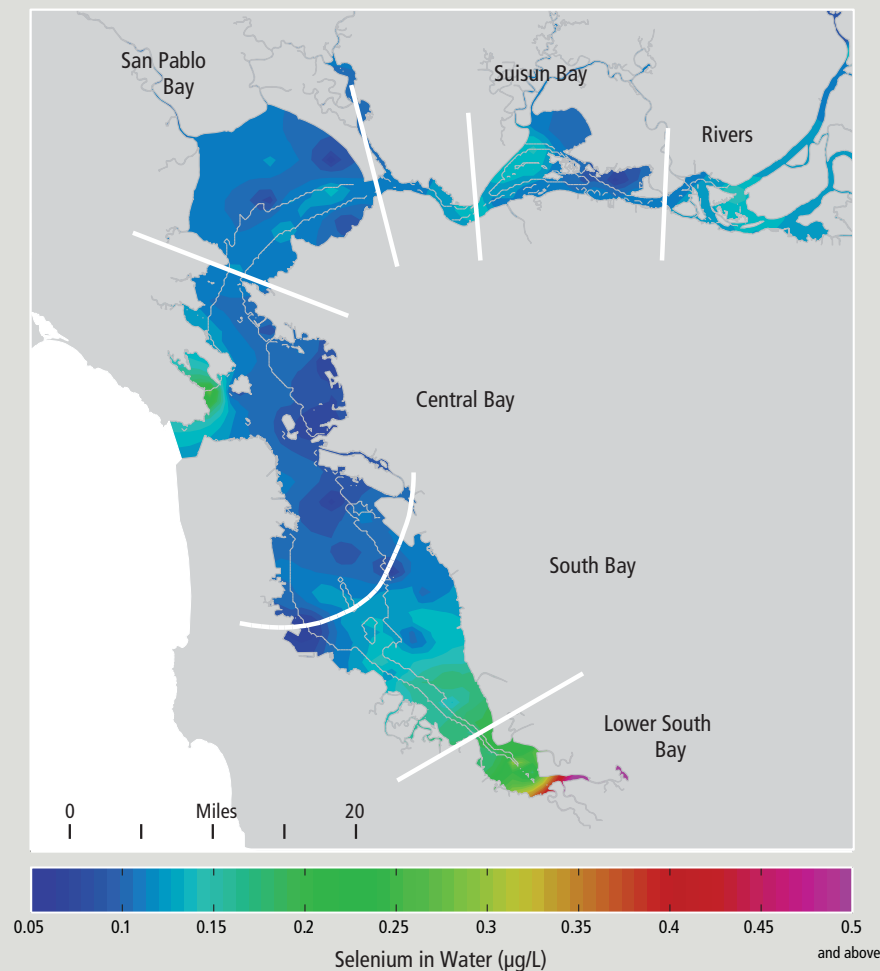 San Pablo
Bay
Suisun Bay
Rivers
Central Bay
South Bay
Lower South
Bay
0 Miles 20
0.05 0.1 0.15 0.2 0.25 0.3 0.35 0.4 0.45 0.5
and above
Selenium in Water (µg/L)